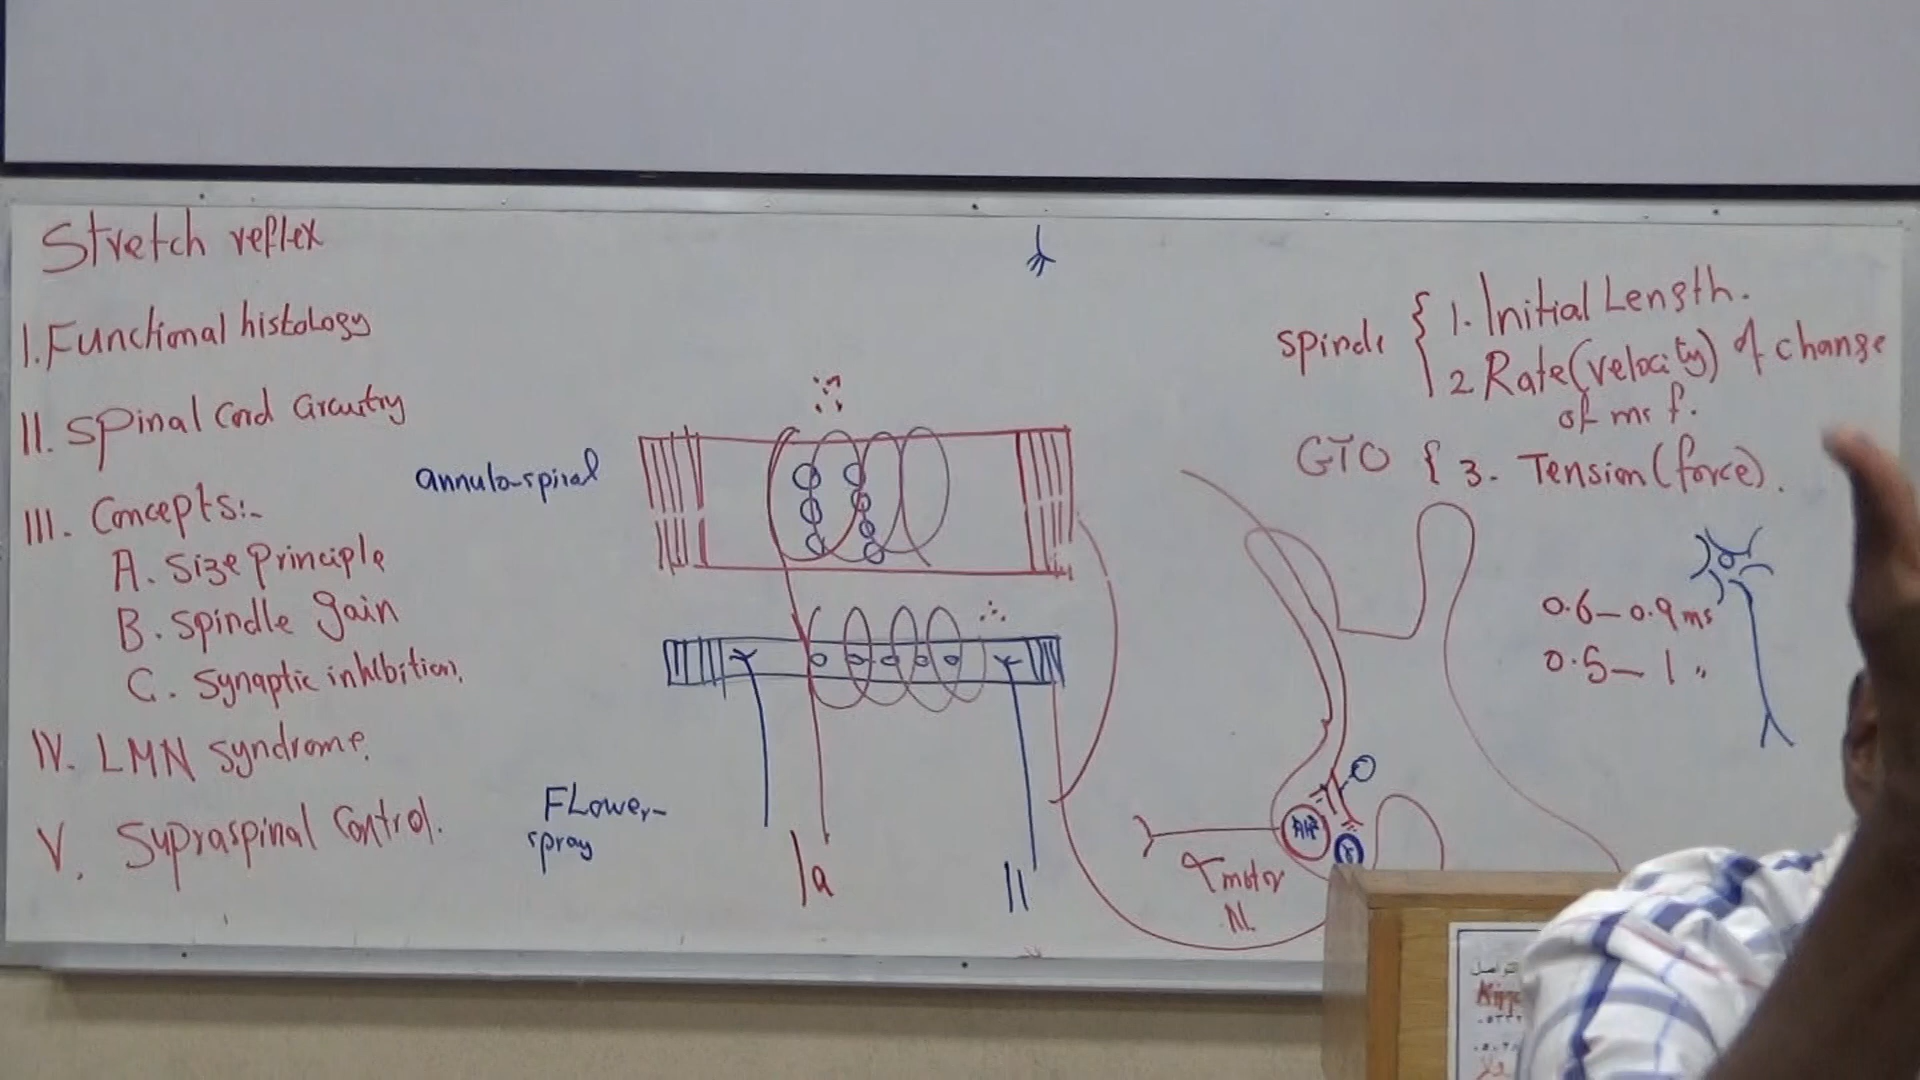 Stretch reflex
I. Functional histology
II. Spinal Cord Circuitry
III. Concepts:-
A. Size Principle
B. Spindle gain
C. Synaptic inhibition.
IV. LMN syndrome.
V. Supraspinal Control.
annulo-spiral
FLower-
spray
Ia
II
spindle { 1. Initial Length.
2 Rate (velocity) of change
of ms f.
GTO { 3. Tension (force).
0.6 - 0.9 ms
0.5 - 1 "
motor
N.
التواصل